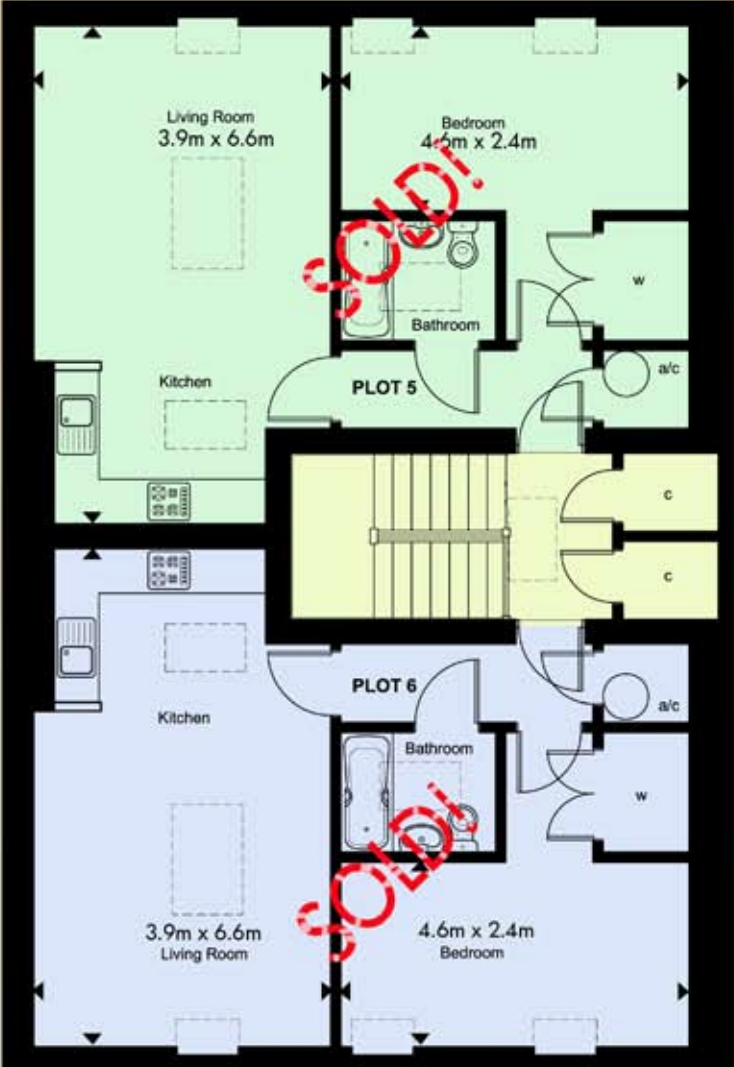 Living Room
3.9m x 6.6m
Bedroom
4.6m x 2.4m
SOLD!
w
Bathroom
a/c
Kitchen
PLOT 5
c
c
PLOT 6
a/c
Kitchen
Bathroom
w
SOLD!
3.9m x 6.6m
Living Room
4.6m x 2.4m
Bedroom